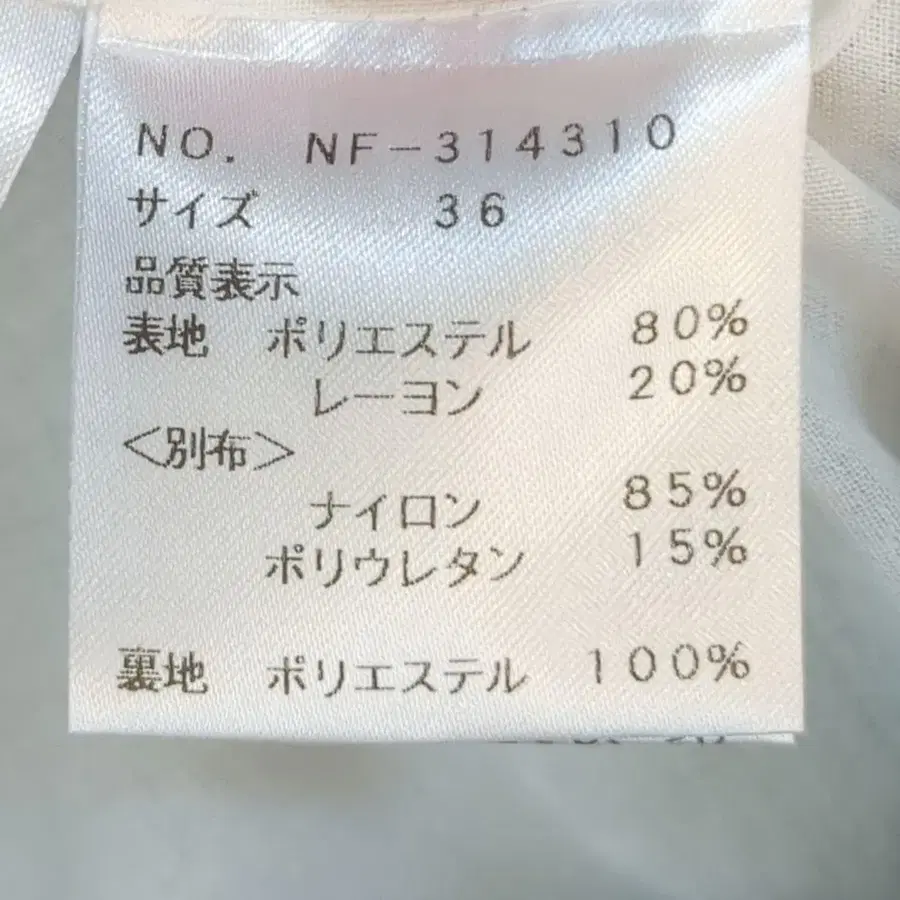 NO. NF-314310
サイズ 36
品質表示
表地 ポリエステル 80%
レーヨン 20%
<別布>
ナイロン 85%
ポリウレタン 15%
裏地 ポリエステル 100%